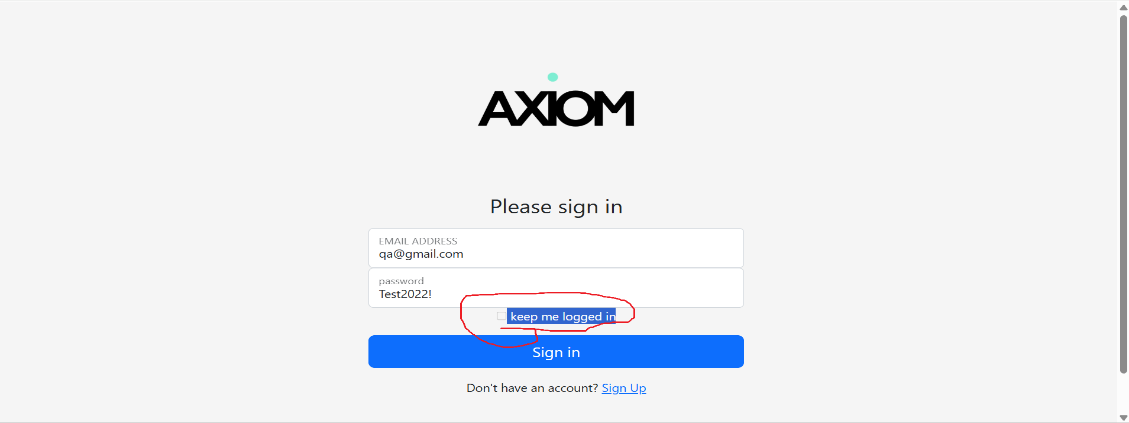 AXIOM
Please sign in
EMAIL ADDRESS
qa@gmail.com
password
Test2022!
keep me logged in
Sign in
Don't have an account? Sign Up